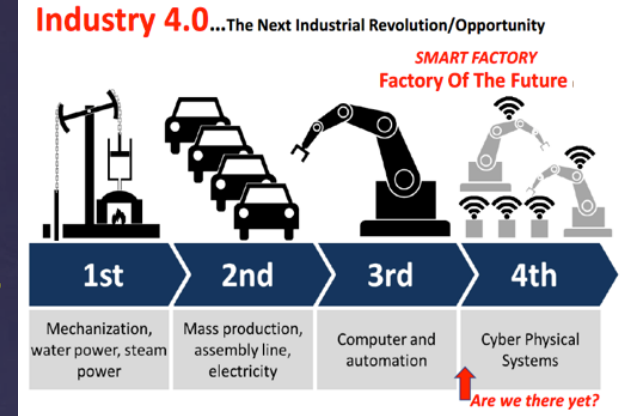 Industry 4.0...The Next Industrial Revolution/Opportunity
SMART FACTORY
Factory Of The Future
1st
2nd
3rd
4th
Mechanization,
water power, steam
power
Mass production,
assembly line,
electricity
Computer and
automation
Cyber Physical
Systems
Are we there yet?